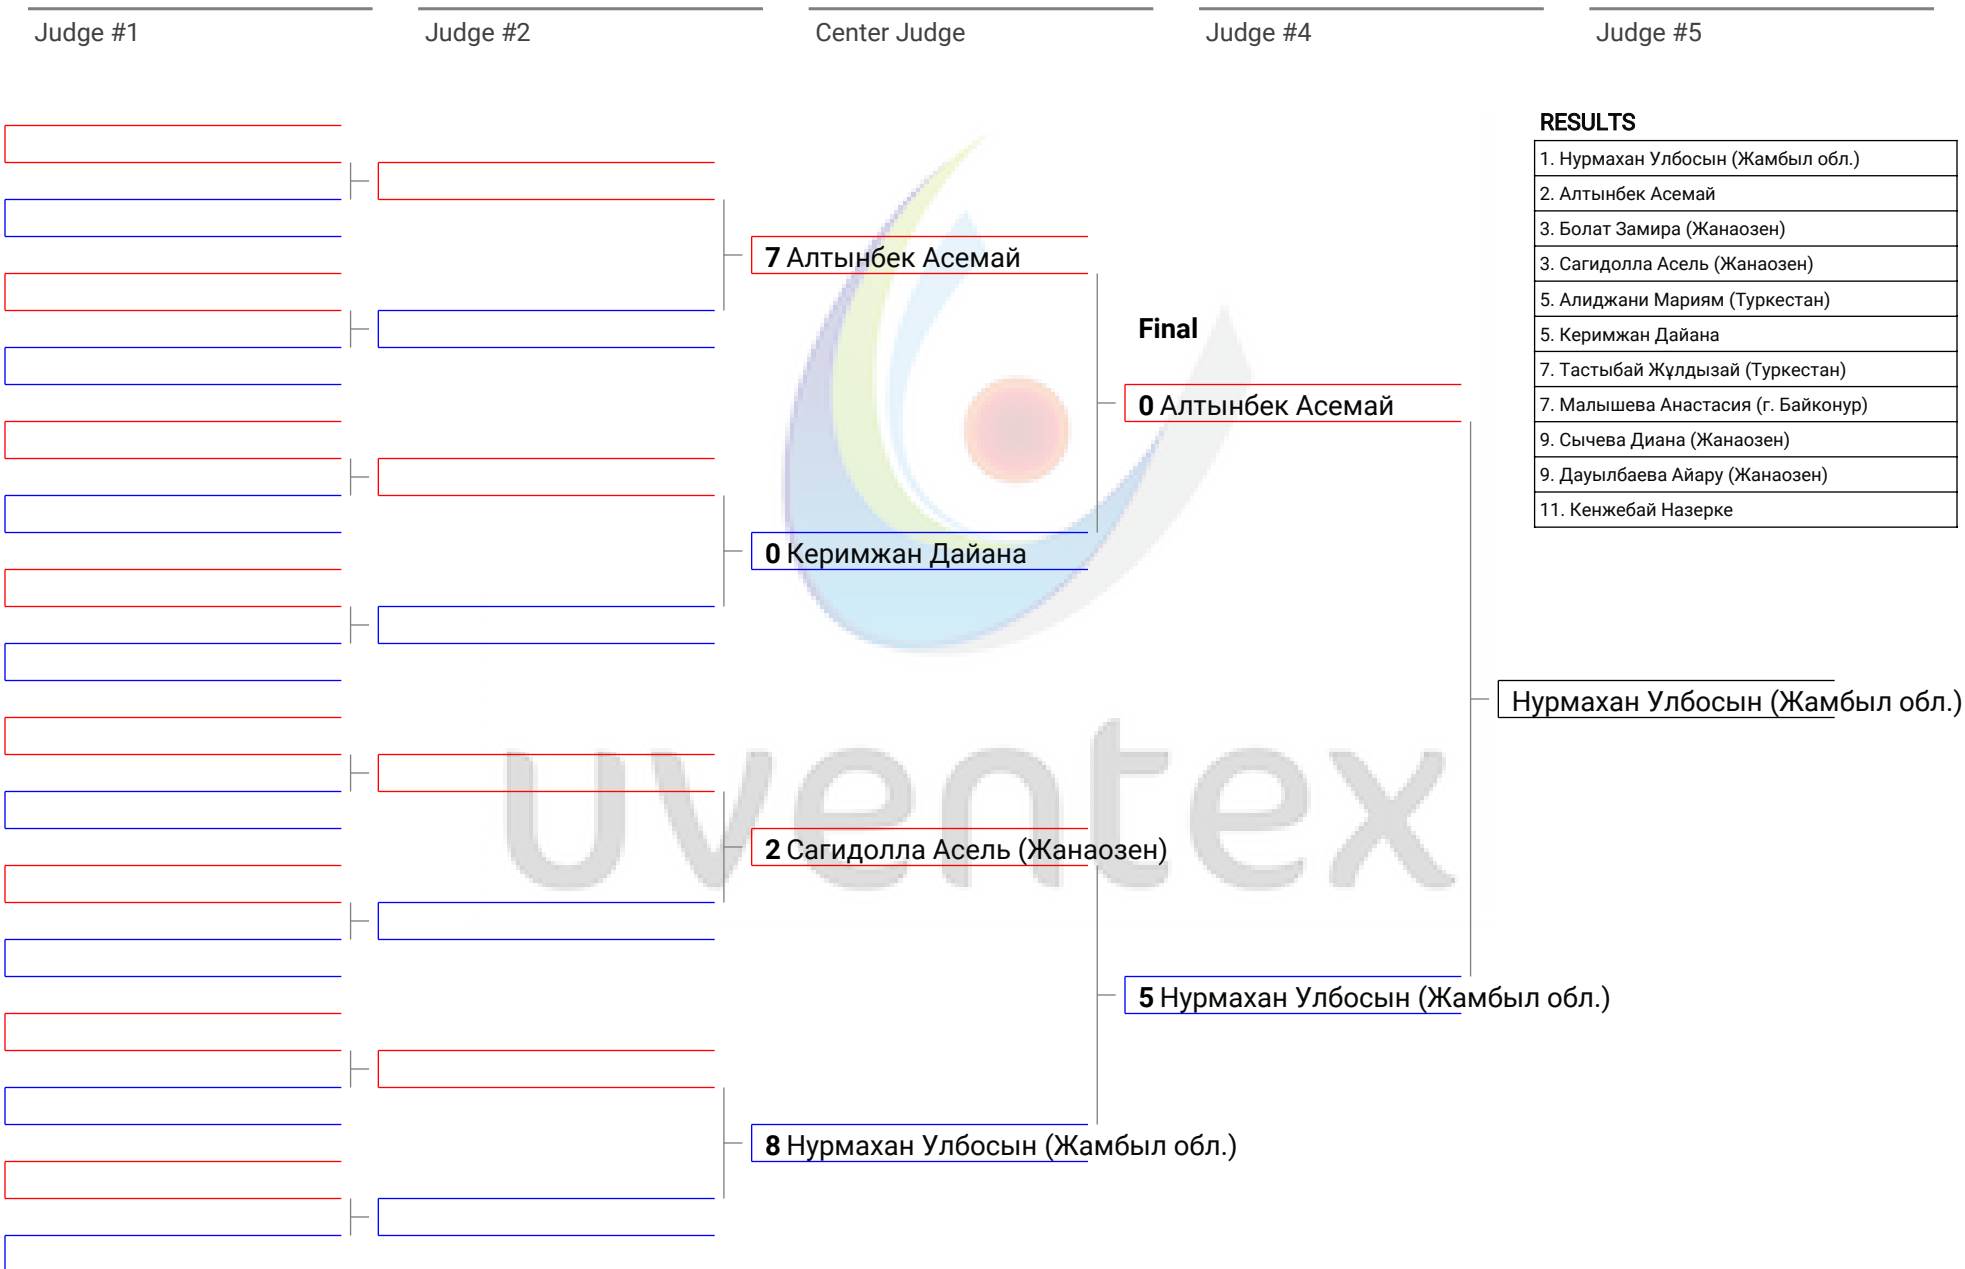 Judge #1
Judge #2
Center Judge
Judge #4
Judge #5
RESULTS
1. Нурмахан Улбосын (Жамбыл обл.)
2. Алтынбек Асемай
3. Болат Замира (Жанаозен)
3. Сагидолла Асель (Жанаозен)
5. Алиджани Мариям (Туркестан)
5. Керимжан Дайана
7. Тастыбай Жұлдызай (Туркестан)
7. Малышева Анастасия (г. Байконур)
9. Сычева Диана (Жанаозен)
9. Дауылбаева Айару (Жанаозен)
11. Кенжебай Назерке
7 Алтынбек Асемай
Final
0 Алтынбек Асемай
0 Керимжан Дайана
Нурмахан Улбосын (Жамбыл обл.)
uventex
2 Сагидолла Асель (Жанаозен)
5 Нурмахан Улбосын (Жамбыл обл.)
8 Нурмахан Улбосын (Жамбыл обл.)